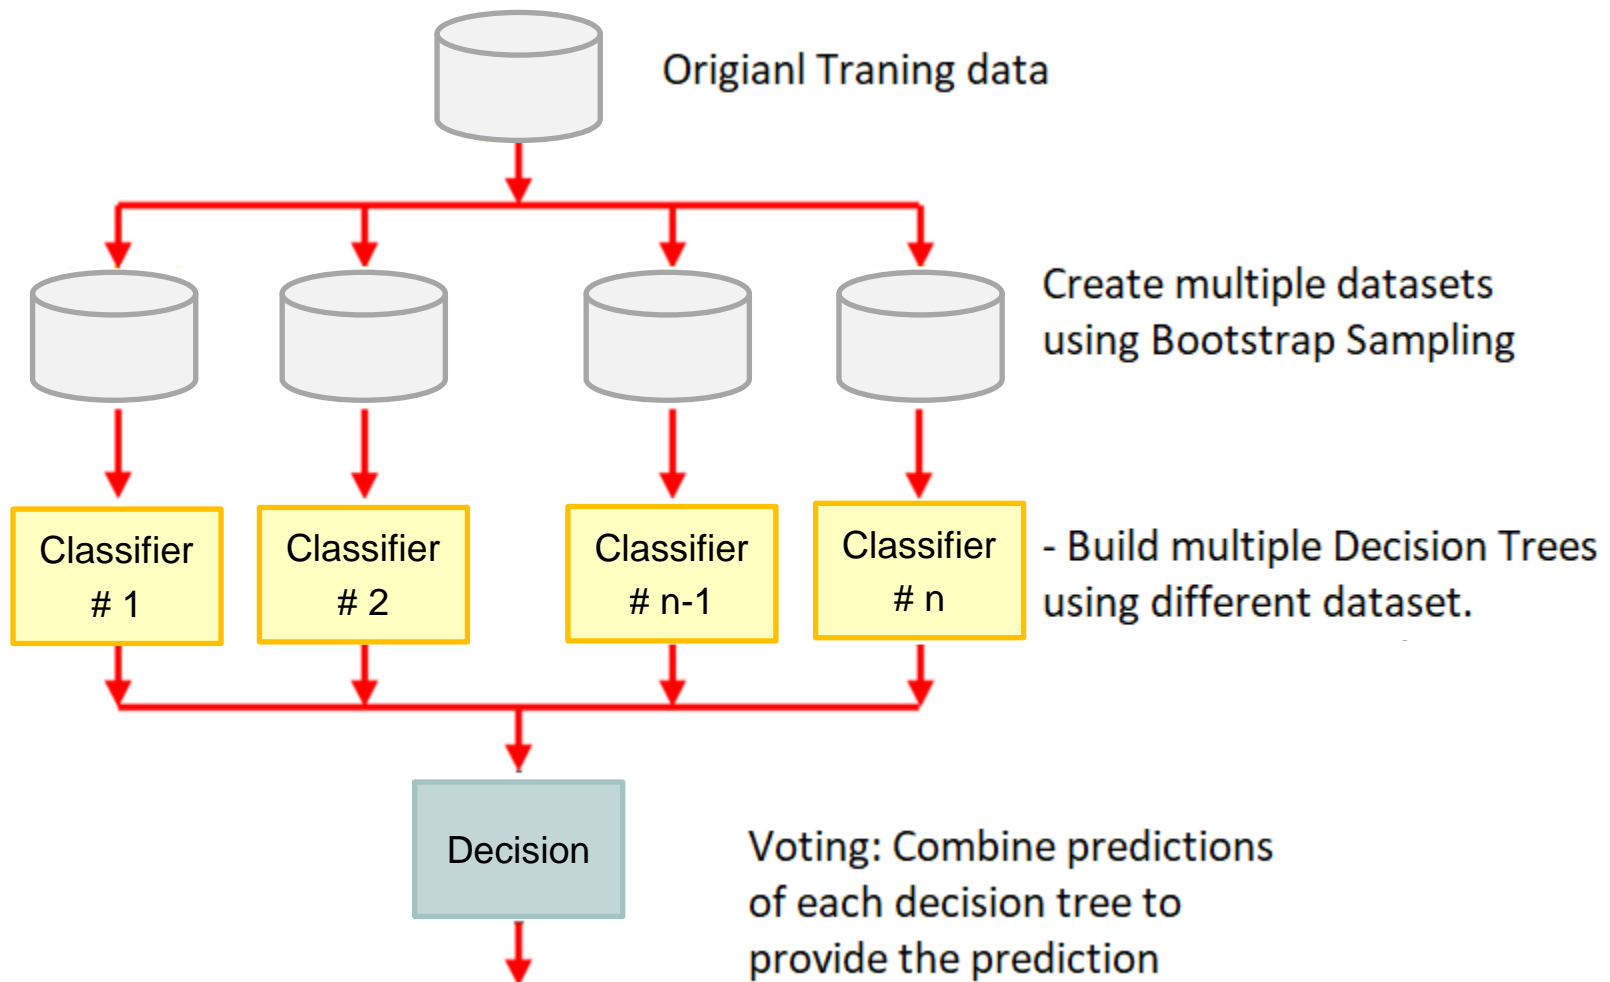 Origianl Traning data
Create multiple datasets
using Bootstrap Sampling
Classifier
# 1
Classifier
# 2
Classifier
# n-1
Classifier
# n
- Build multiple Decision Trees
using different dataset.
Decision
Voting: Combine predictions
of each decision tree to
provide the prediction